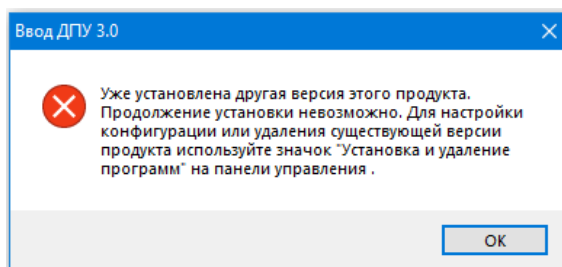 Ввод ДПУ 3.0
Уже установлена другая версия этого продукта.
Продолжение установки невозможно. Для настройки
конфигурации или удаления существующей версии
продукта используйте значок "Установка и удаление
программ" на панели управления .
ОК